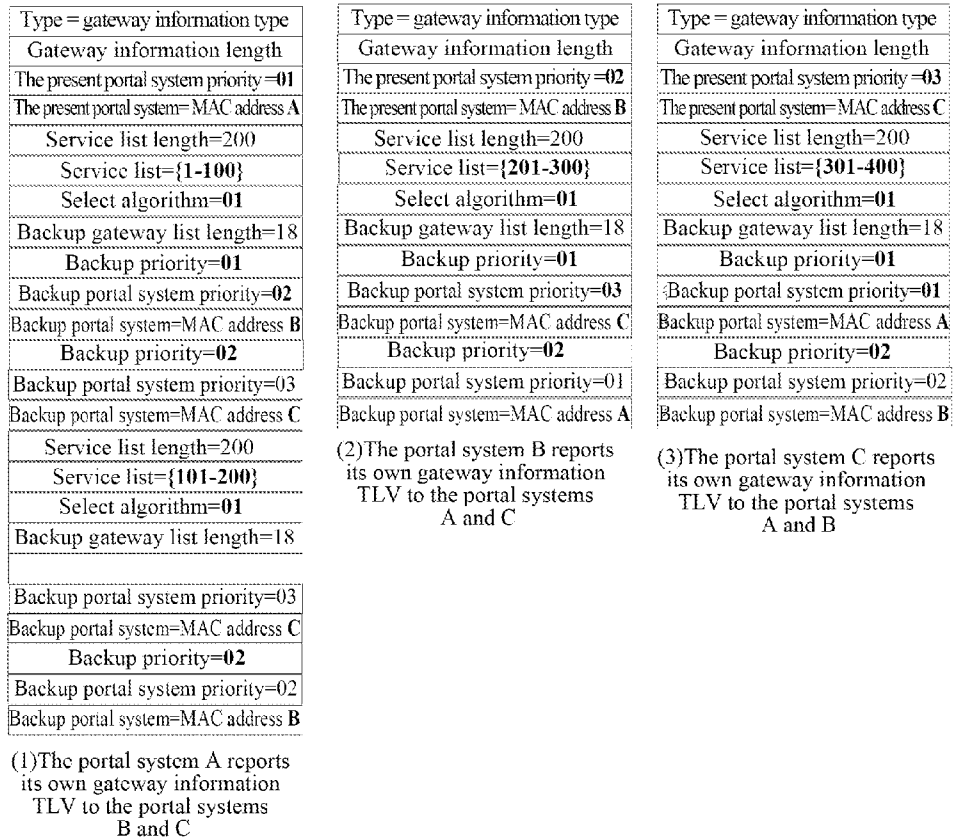 Type = gateway information type
Gateway information length
The present portal system priority =01
The present portal system= MAC address A
Service list length=200
Service list={1-100}
Select algorithm=01
Backup gateway list length=18
Backup priority=01
Backup portal system priority=02
Backup portal system=MAC address B
Backup priority=02
Backup portal system priority=03
Backup portal system=MAC address C
Service list length=200
Service list={101-200}
Select algorithm=01
Backup gateway list length=18
Backup portal system priority=03
Backup portal system=MAC address C
Backup priority=02
Backup portal system priority=02
Backup portal system=MAC address B
(1)The portal system A reports
its own gateway information
TLV to the portal systems
B and C
Type = gateway information type
Gateway information length
The present portal system priority =02
The present portal system= MAC address B
Service list length=200
Service list={201-300}
Select algorithm=01
Backup gateway list length=18
Backup priority=01
Backup portal system priority=03
Backup portal system=MAC address C
Backup priority=02
Backup portal system priority=01
Backup portal system=MAC address A
(2)The portal system B reports
its own gateway information
TLV to the portal systems
A and C
Type = gateway information type
Gateway information length
The present portal system priority =03
The present portal system=MAC address C
Service list length=200
Service list={301-400}
Select algorithm=01
Backup gateway list length=18
Backup priority=01
Backup portal system priority=01
Backup portal system=MAC address A
Backup priority=02
Backup portal system priority=02
Backup portal system=MAC address B
(3)The portal system C reports
its own gateway information
TLV to the portal systems
A and B